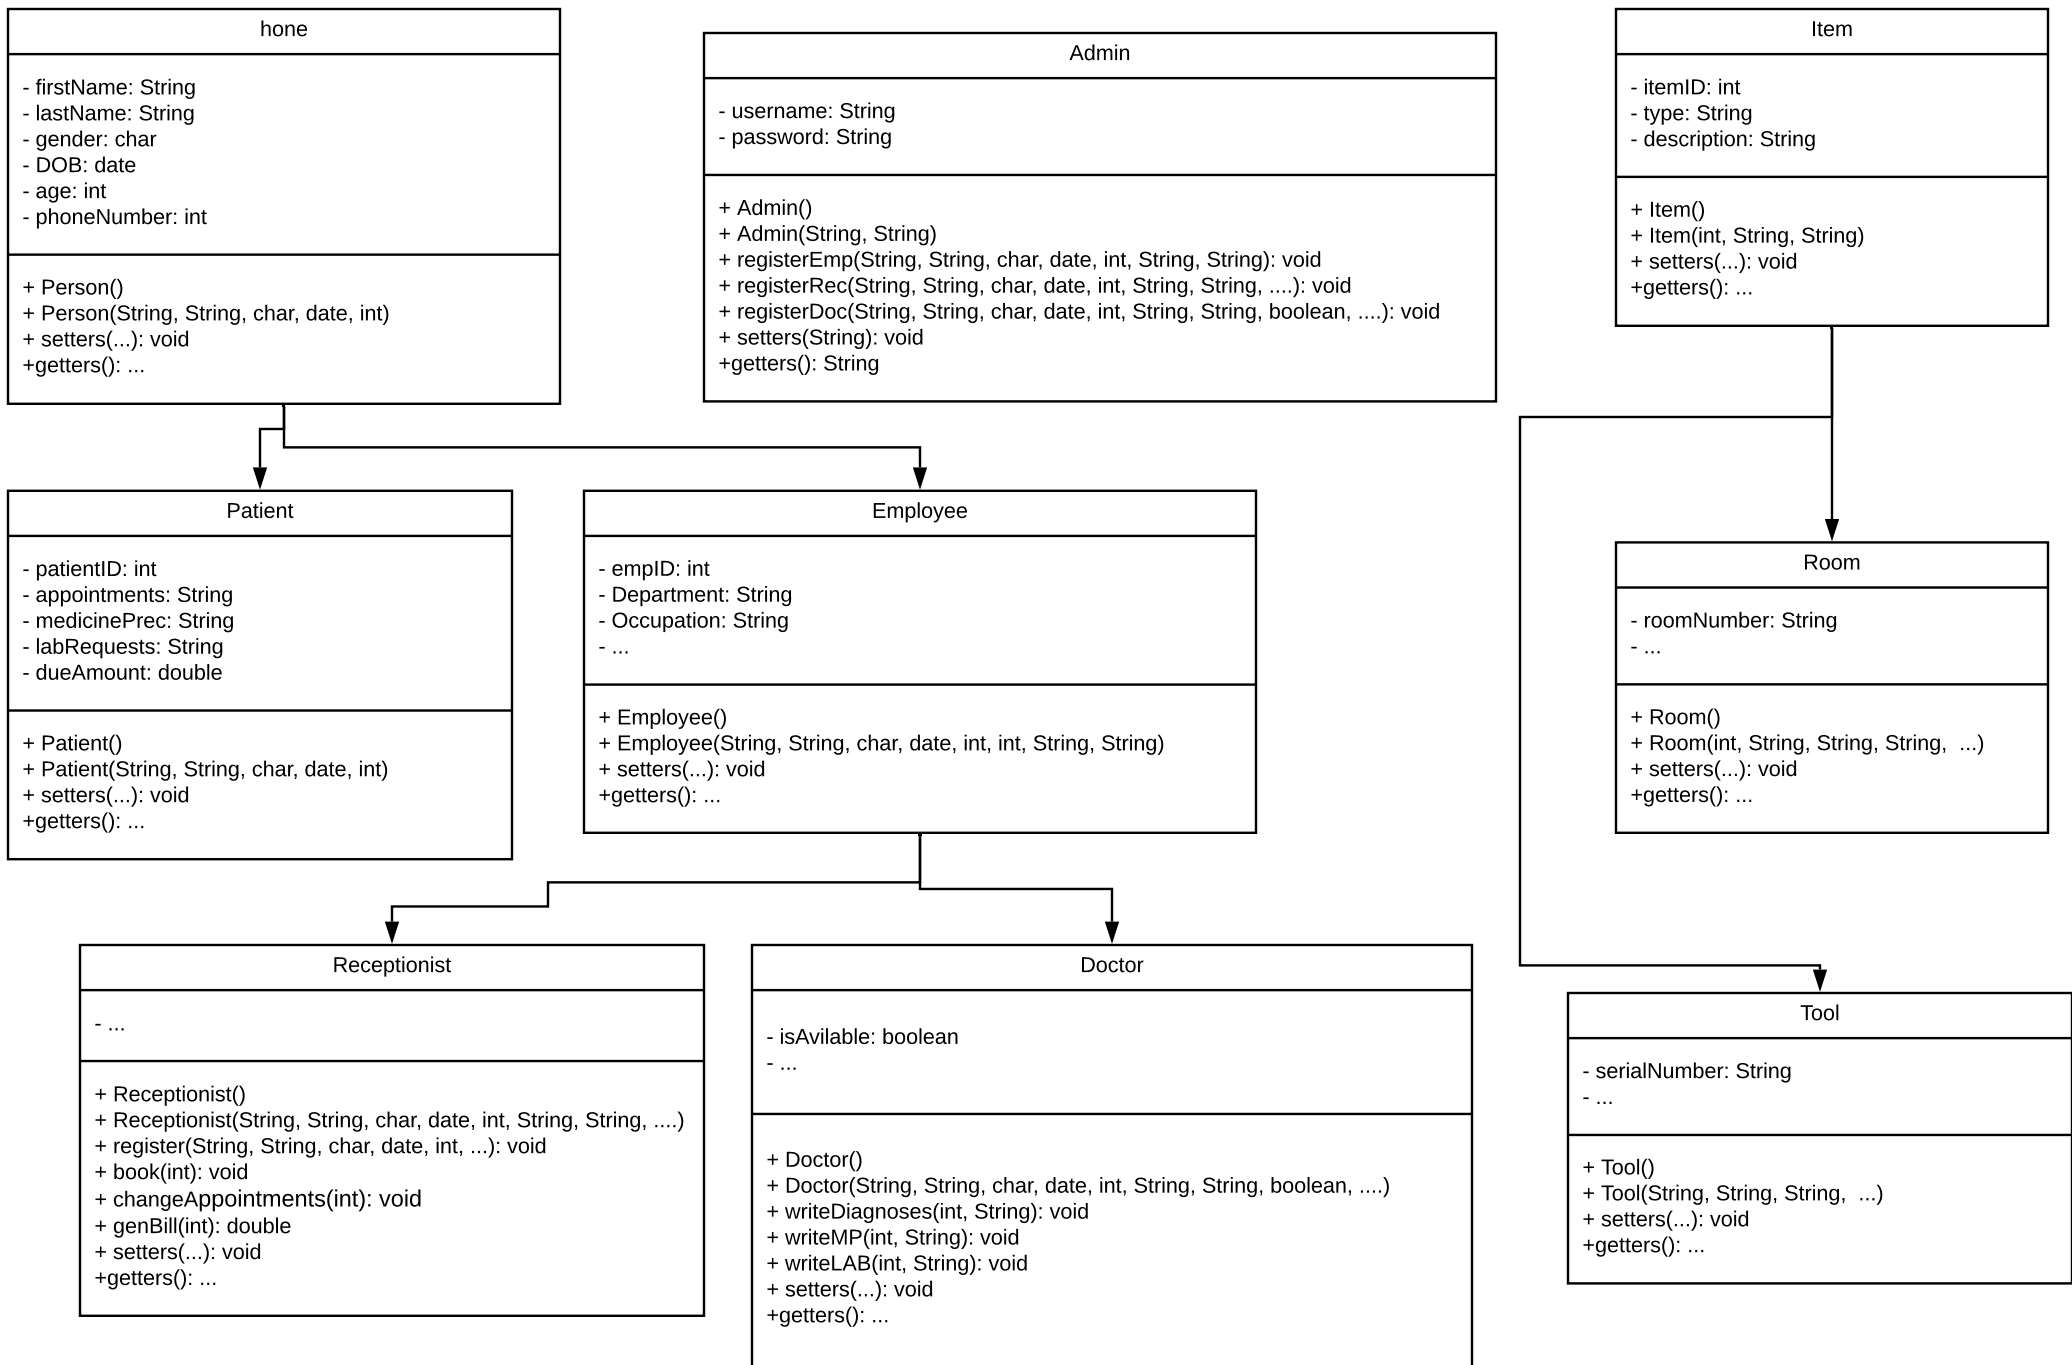 hone
- firstName: String
- lastName: String
- gender: char
- DOB: date
- age: int
- phoneNumber: int
+ Person()
+ Person(String, String, char, date, int)
+ setters(...): void
+getters(): ...
Admin
- username: String
- password: String
+ Admin()
+ Admin(String, String)
+ registerEmp(String, String, char, date, int, String, String): void
+ registerRec(String, String, char, date, int, String, String, ....): void
+ registerDoc(String, String, char, date, int, String, String, boolean, ....): void
+ setters(String): void
+getters(): String
Item
- itemID: int
- type: String
- description: String
+ Item()
+ Item(int, String, String)
+ setters(...): void
+getters(): ...
Patient
- patientID: int
- appointments: String
- medicinePrec: String
- labRequests: String
- dueAmount: double
+ Patient()
+ Patient(String, String, char, date, int)
+ setters(...): void
+getters(): ...
Employee
- empID: int
- Department: String
- Occupation: String
- ...
+ Employee()
+ Employee(String, String, char, date, int, int, String, String)
+ setters(...): void
+getters(): ...
Room
- roomNumber: String
- ...
+ Room()
+ Room(int, String, String, String,  ...)
+ setters(...): void
+getters(): ...
Receptionist
- ...
+ Receptionist()
+ Receptionist(String, String, char, date, int, String, String, ....)
+ register(String, String, char, date, int, ...): void
+ book(int): void
+ changeAppointments(int): void
+ genBill(int): double
+ setters(...): void
+getters(): ...
Doctor
- isAvilable: boolean
- ...
+ Doctor()
+ Doctor(String, String, char, date, int, String, String, boolean, ....)
+ writeDiagnoses(int, String): void
+ writeMP(int, String): void
+ writeLAB(int, String): void
+ setters(...): void
+getters(): ...
Tool
- serialNumber: String
- ...
+ Tool()
+ Tool(String, String, String,  ...)
+ setters(...): void
+getters(): ...